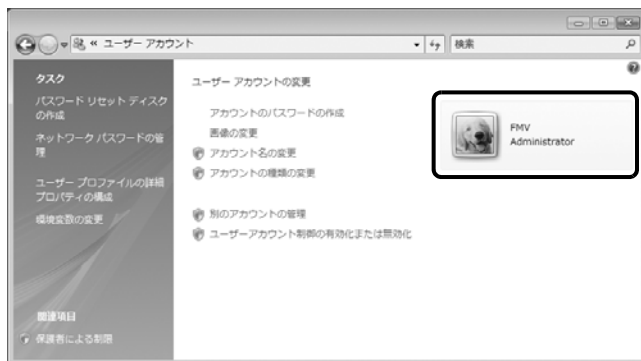 « ユーザー アカウント
検索
タスク
パスワード リセット ディスク
の作成
ネットワーク パスワードの管
理
ユーザー プロファイルの詳細
プロパティの構成
環境変数の変更
関連項目
保護者による制限
ユーザー アカウントの変更
アカウントのパスワードの作成
画像の変更
アカウント名の変更
アカウントの種類の変更
別のアカウントの管理
ユーザーアカウント制御の有効化または無効化
FMV
Administrator